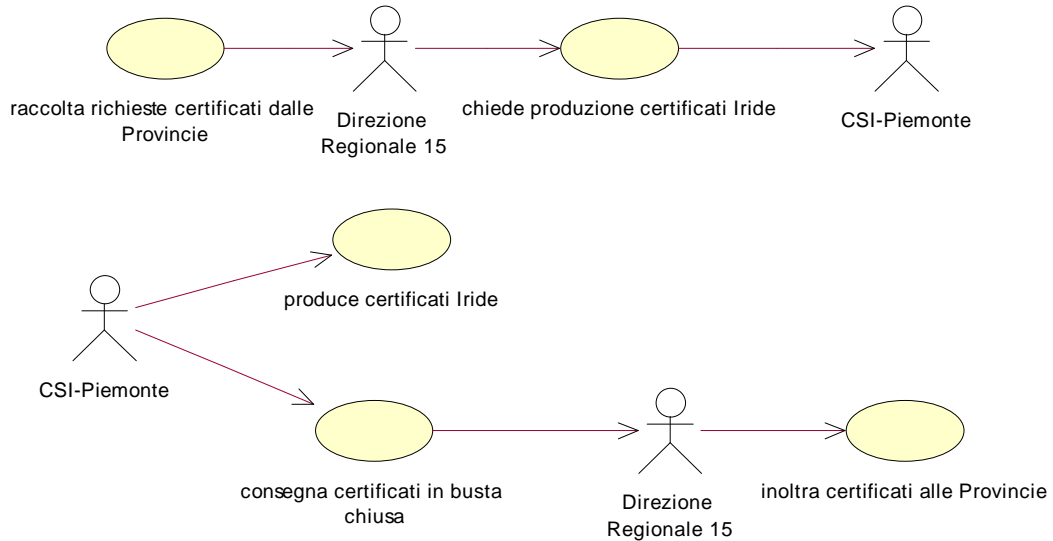 raccolta richieste certificati dalle
Provincie
Direzione
Regionale 15
chiede produzione certificati Iride
CSI-Piemonte
produce certificati Iride
CSI-Piemonte
consegna certificati in busta
chiusa
Direzione
Regionale 15
inoltra certificati alle Provincie